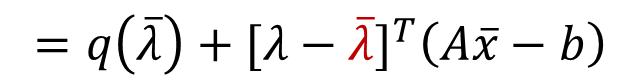 = q(λ̄) + [λ − λ̄]ᵀ(Ax̄ − b)